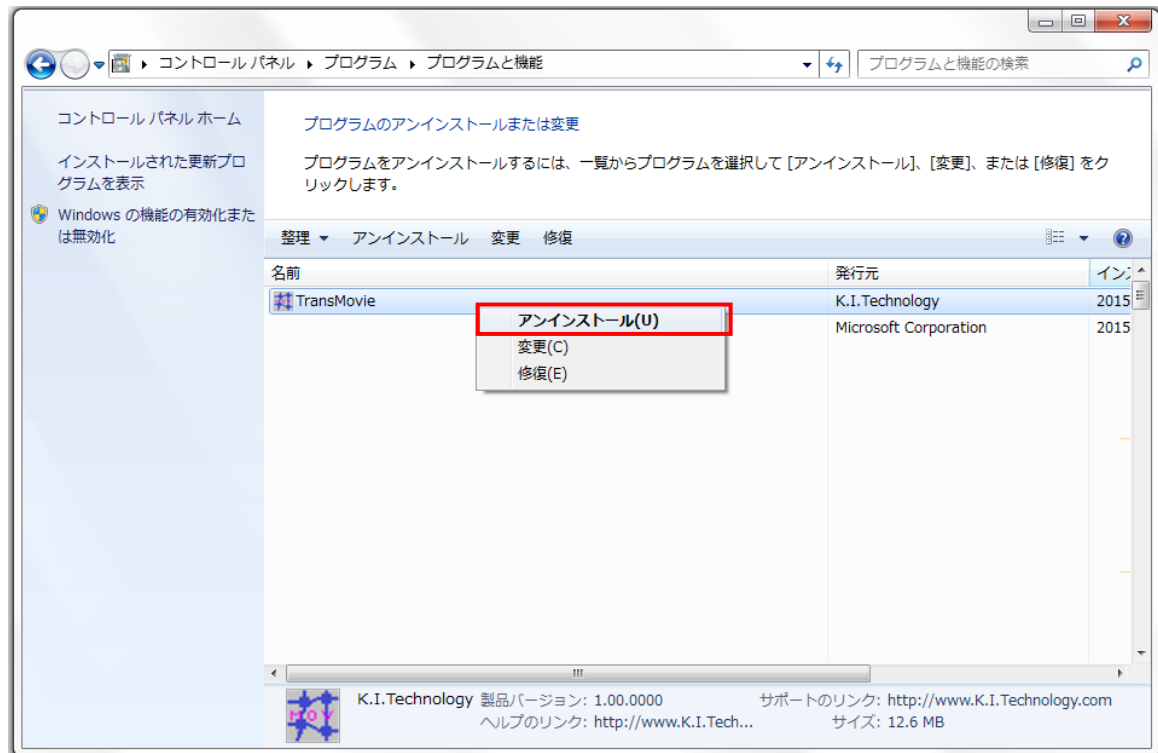 コントロール パネル ▸ プログラム ▸ プログラムと機能
プログラムと機能の検索
コントロール パネル ホーム
インストールされた更新プロ
グラムを表示
Windows の機能の有効化また
は無効化
プログラムのアンインストールまたは変更
プログラムをアンインストールするには、一覧からプログラムを選択して [アンインストール]、[変更]、または [修復] をク
リックします。
整理 アンインストール 変更 修復
名前 発行元 インス
TransMovie K.I.Technology 2015
アンインストール(U)
Microsoft Corporation 2015
変更(C)
修復(E)
MOV
K.I.Technology 製品バージョン: 1.00.0000 サポートのリンク: http://www.K.I.Technology.com
ヘルプのリンク: http://www.K.I.Tech... サイズ: 12.6 MB